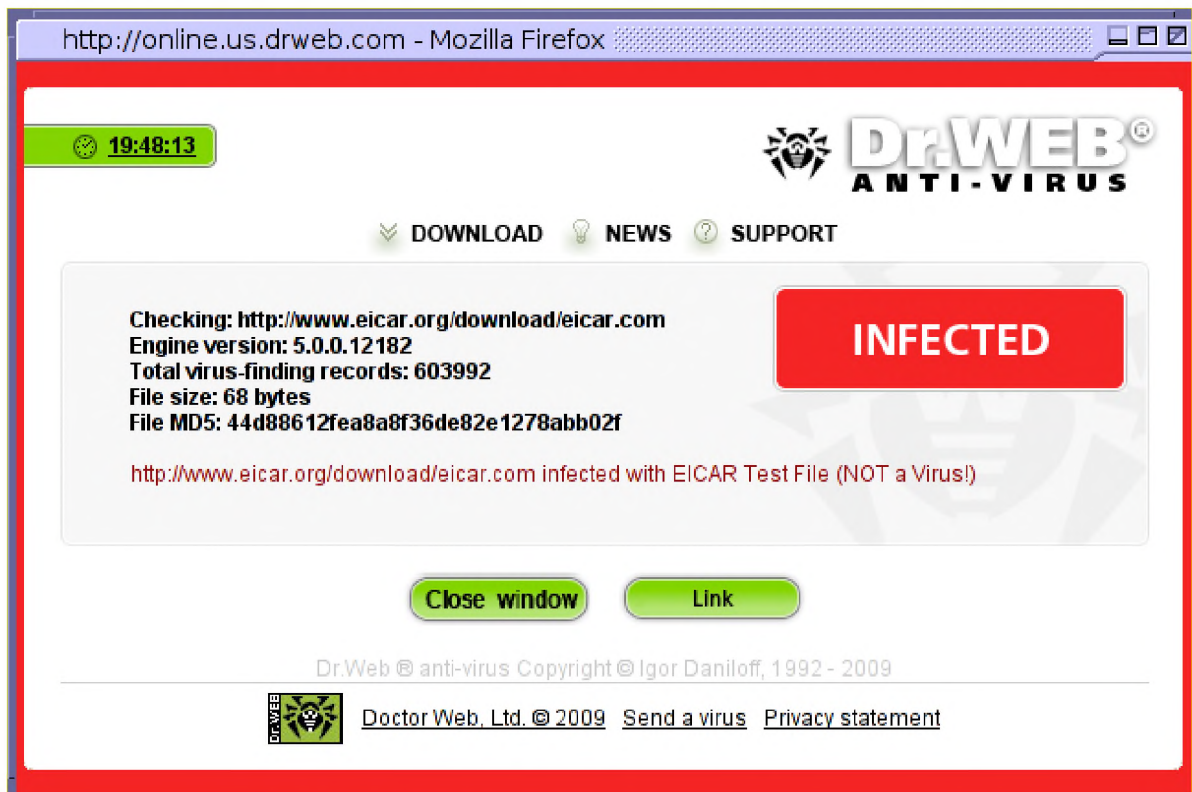 http://online.us.drweb.com - Mozilla Firefox
19:48:13
Dr.WEB®
ANTI-VIRUS
DOWNLOAD NEWS SUPPORT
Checking: http://www.eicar.org/download/eicar.com
Engine version: 5.0.0.12182
Total virus-finding records: 603992
File size: 68 bytes
File MD5: 44d88612fea8a8f36de82e1278abb02f
INFECTED
http://www.eicar.org/download/eicar.com infected with EICAR Test File (NOT a Virus!)
Close window Link
Dr.Web ® anti-virus Copyright © Igor Daniloff, 1992 - 2009
Dr.WEB
Doctor Web, Ltd. © 2009 Send a virus Privacy statement